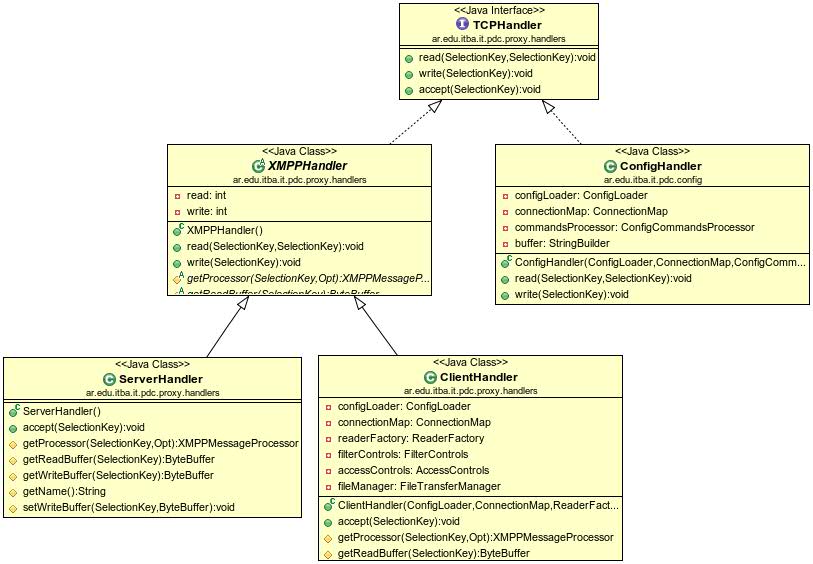 <<Java Interface>>
TCPHandler
ar.edu.itba.it.pdc.proxy.handlers
read(SelectionKey,SelectionKey):void
write(SelectionKey):void
accept(SelectionKey):void
<<Java Class>>
XMPPHandler
ar.edu.itba.it.pdc.proxy.handlers
read: int
write: int
XMPPHandler()
read(SelectionKey,SelectionKey):void
write(SelectionKey):void
getProcessor(SelectionKey,Opt):XMPPMessageP...
getReadBuffer(SelectionKey):ByteBuffer
<<Java Class>>
ConfigHandler
ar.edu.itba.it.pdc.config
configLoader: ConfigLoader
connectionMap: ConnectionMap
commandsProcessor: ConfigCommandsProcessor
buffer: StringBuilder
ConfigHandler(ConfigLoader,ConnectionMap,ConfigComm...
read(SelectionKey,SelectionKey):void
write(SelectionKey):void
<<Java Class>>
ServerHandler
ar.edu.itba.it.pdc.proxy.handlers
ServerHandler()
accept(SelectionKey):void
getProcessor(SelectionKey,Opt):XMPPMessageProcessor
getReadBuffer(SelectionKey):ByteBuffer
getWriteBuffer(SelectionKey):ByteBuffer
getName():String
setWriteBuffer(SelectionKey,ByteBuffer):void
<<Java Class>>
ClientHandler
ar.edu.itba.it.pdc.proxy.handlers
configLoader: ConfigLoader
connectionMap: ConnectionMap
readerFactory: ReaderFactory
filterControls: FilterControls
accessControls: AccessControls
fileManager: FileTransferManager
ClientHandler(ConfigLoader,ConnectionMap,ReaderFact...
accept(SelectionKey):void
getProcessor(SelectionKey,Opt):XMPPMessageProcessor
getReadBuffer(SelectionKey):ByteBuffer